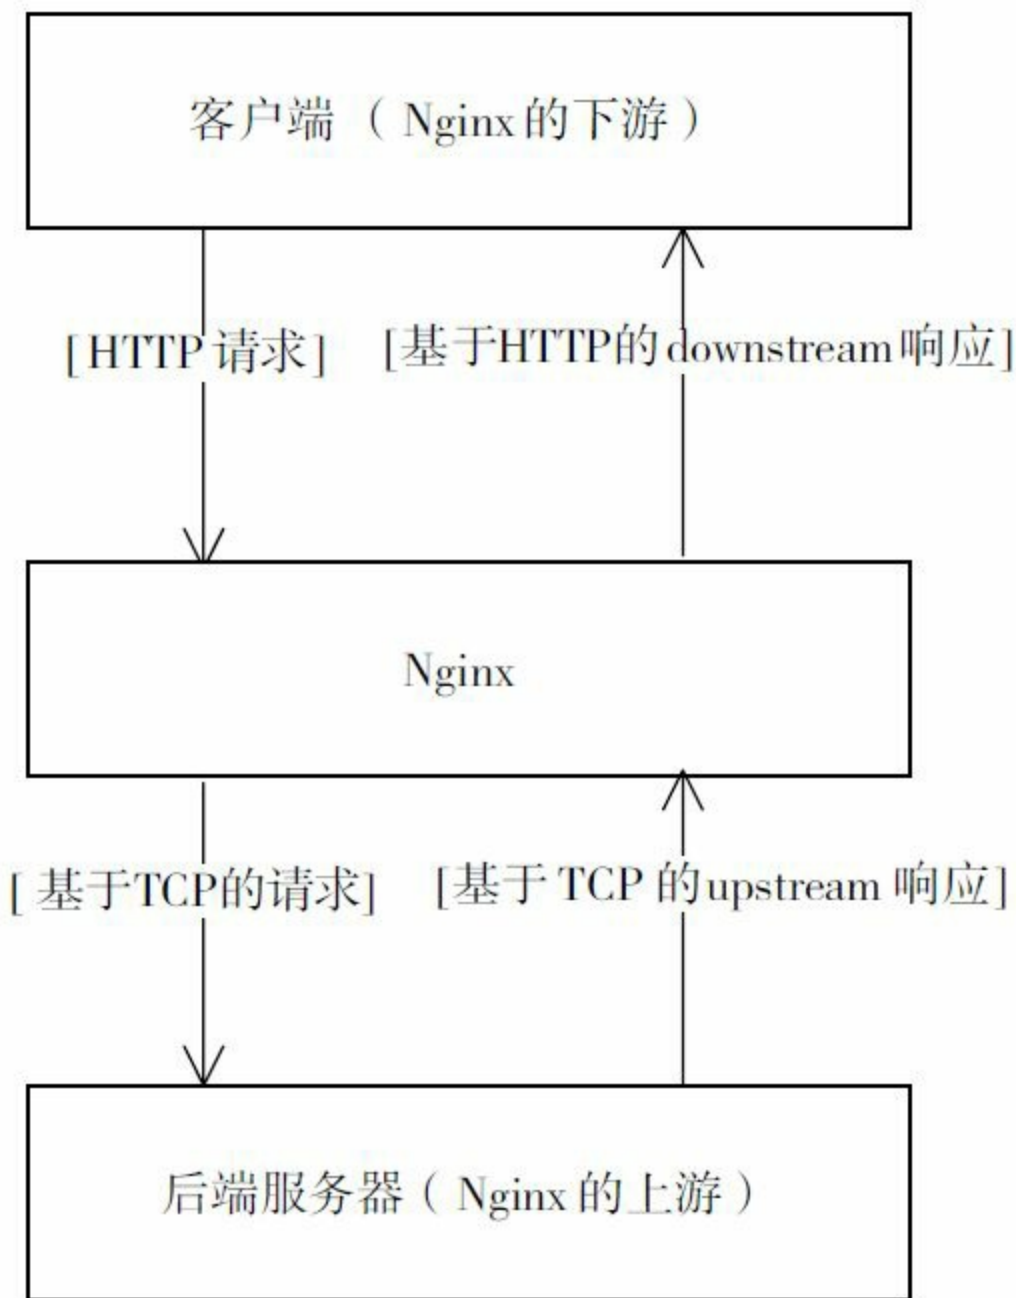 客户端（Nginx的下游）
[HTTP请求] [基于HTTP的downstream响应]
Nginx
[基于TCP的请求] [基于TCP的upstream响应]
后端服务器（Nginx的上游）